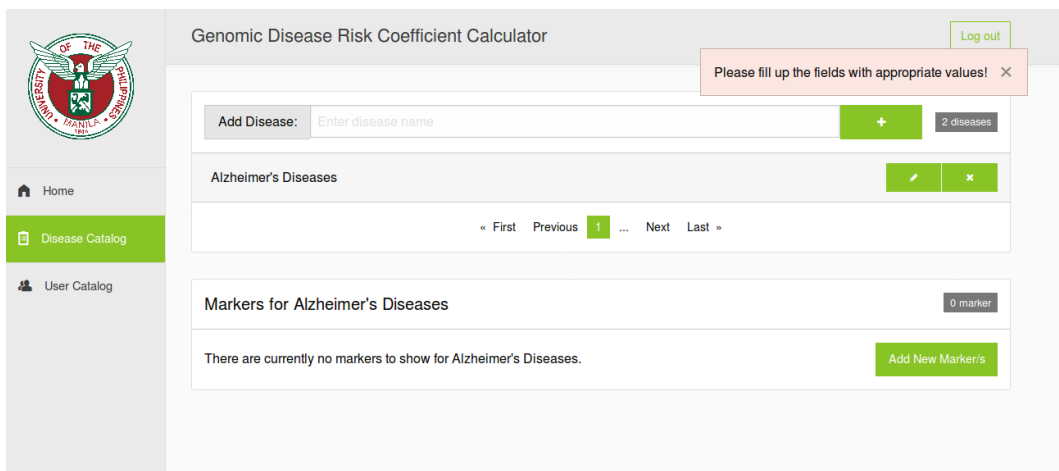 UNIVERSITY OF THE PHILIPPINES
MANILA
Genomic Disease Risk Coefficient Calculator
Log out
Please fill up the fields with appropriate values! ×
Add Disease:
Enter disease name
+
2 diseases
Alzheimer's Diseases
« First Previous 1 ... Next Last »
Home
Disease Catalog
User Catalog
Markers for Alzheimer's Diseases
0 marker
There are currently no markers to show for Alzheimer's Diseases.
Add New Marker/s